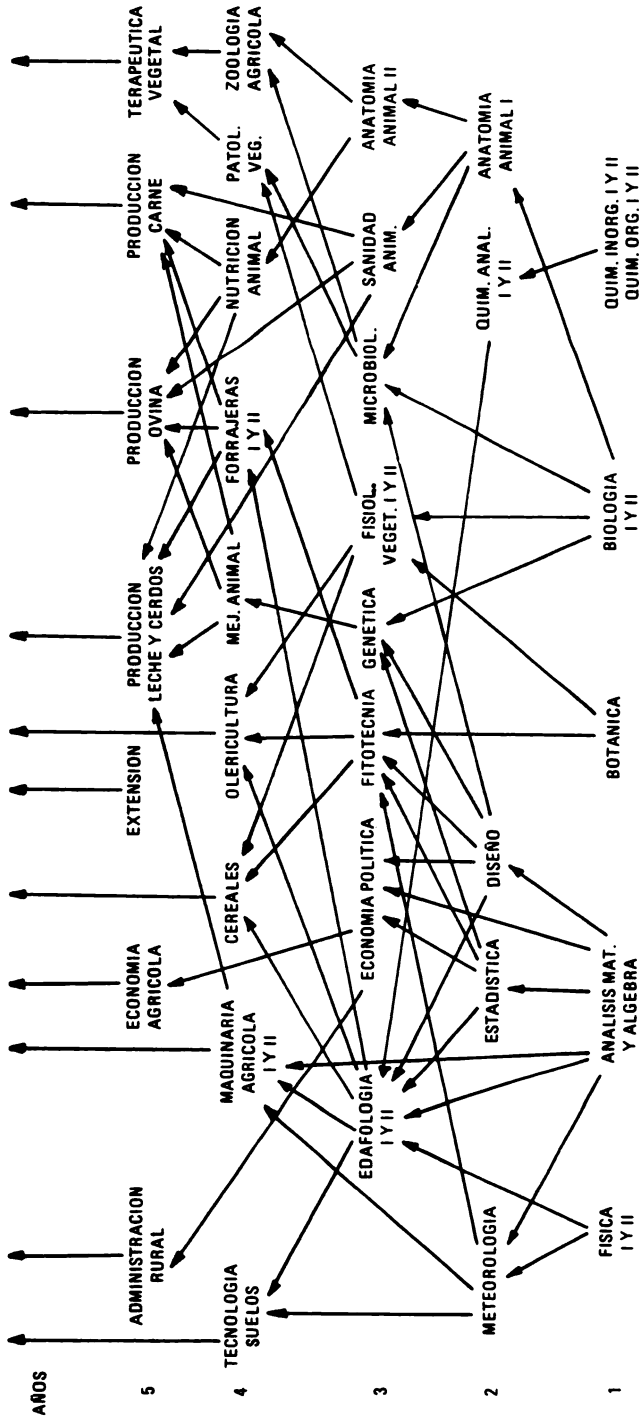 AÑOS
5
ADMINISTRACION
RURAL
ECONOMIA
AGRICOLA
EXTENSION
PRODUCCION
LECHE Y CERDOS
PRODUCCION
OVINA
PRODUCCION
CARNE
TERAPEUTICA
VEGETAL
4
TECNOLOGIA
SUELOS
MAQUINARIA
AGRICOLA
I Y II
CEREALES
OLERICULTURA
MEJ. ANIMAL
FORRAJERAS
I Y II
NUTRICION
ANIMAL
PATOL.
VEG.
ZOOLOGIA
AGRICOLA
3
EDAFOLOGIA
I Y II
ECONOMIA POLITICA
FITOTECNIA
GENETICA
FISIOL.
VEGET. I Y II
MICROBIOL.
SANIDAD
ANIM.
ANATOMIA
ANIMAL II
2
METEOROLOGIA
ESTADISTICA
DISEÑO
QUIM. ANAL.
I Y II
ANATOMIA
ANIMAL I
1
FISICA
I Y II
ANALISIS MAT.
Y ALGEBRA
BOTANICA
BIOLOGIA
I Y II
QUIM. INORG. I Y II
QUIM. ORG. I Y II